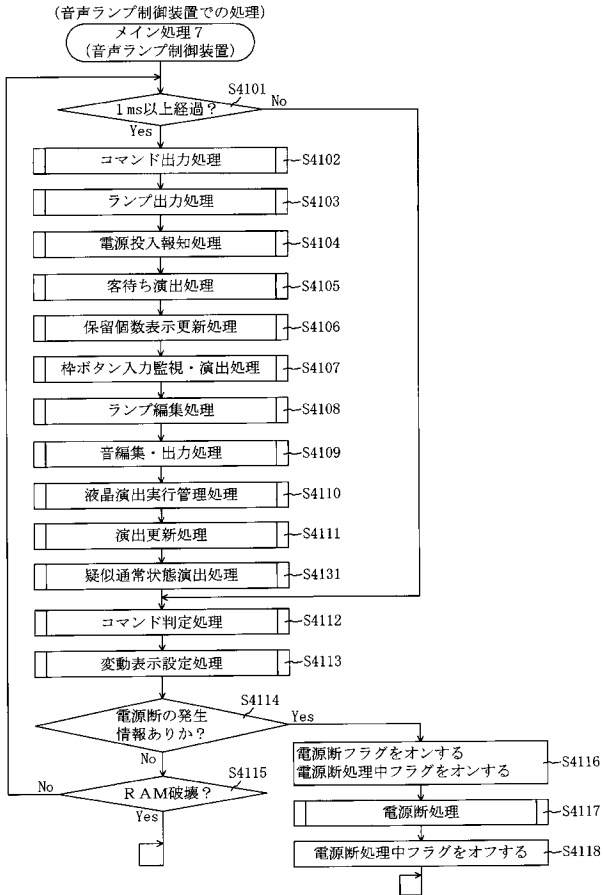 (音声ランプ制御装置での処理)
メイン処理7
(音声ランプ制御装置)
S4101
1ms以上経過？
No
Yes
コマンド出力処理
S4102
ランプ出力処理
S4103
電源投入報知処理
S4104
客待ち演出処理
S4105
保留個数表示更新処理
S4106
枠ボタン入力監視・演出処理
S4107
ランプ編集処理
S4108
音編集・出力処理
S4109
液晶演出実行管理処理
S4110
演出更新処理
S4111
疑似通常状態演出処理
S4131
コマンド判定処理
S4112
変動表示設定処理
S4113
S4114
電源断の発生
情報ありか？
Yes
No
S4115
No
RAM破壊？
Yes
電源断フラグをオンする
電源断処理中フラグをオンする
S4116
電源断処理
S4117
電源断処理中フラグをオフする
S4118